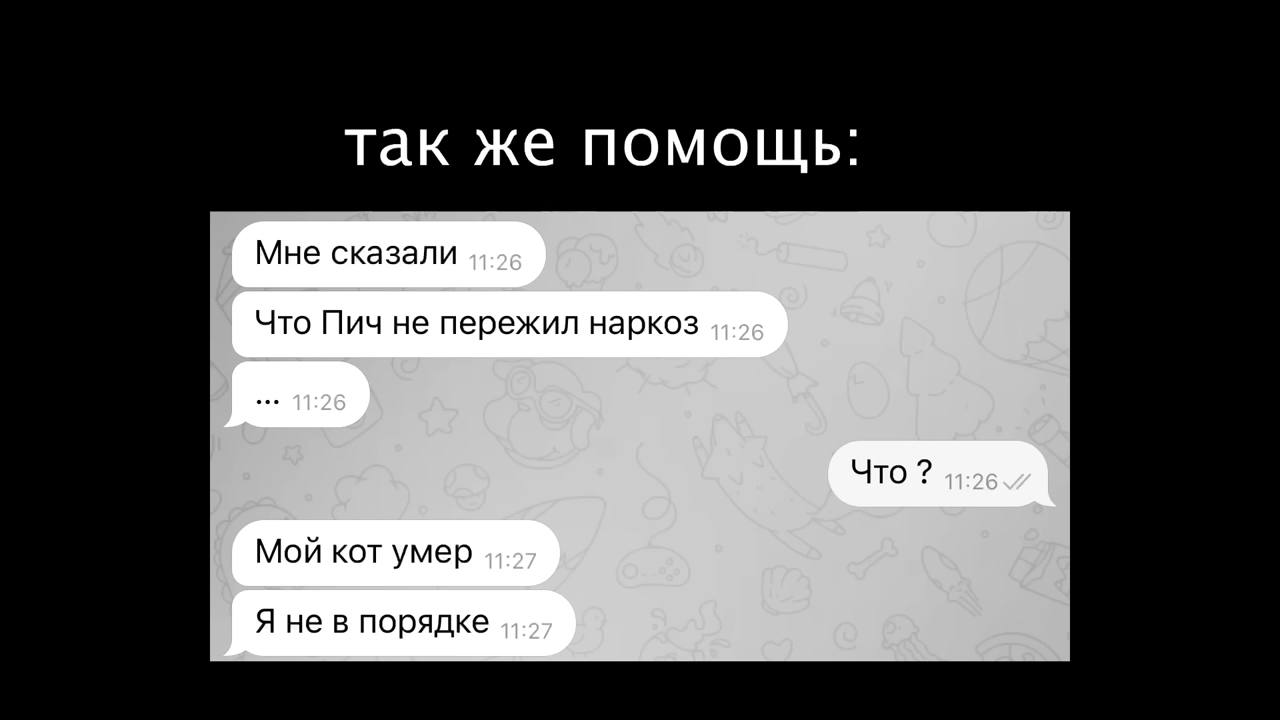 так же помощь:
Мне сказали 11:26
Что Пич не пережил наркоз 11:26
... 11:26
Что ? 11:26
Мой кот умер 11:27
Я не в порядке 11:27